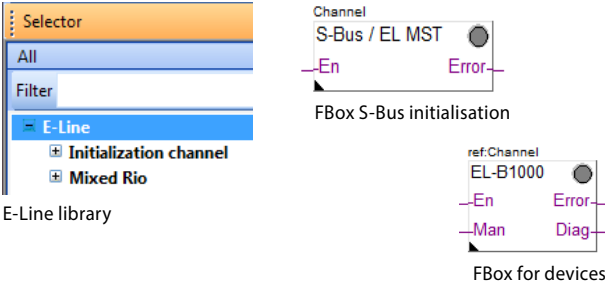 Selector
All
Filter
E-Line
Initialization channel
Mixed Rio
E-Line library
Channel
S-Bus / EL MST
En Error
FBox S-Bus initialisation
ref:Channel
EL-B1000
En Error
Man Diag
FBox for devices